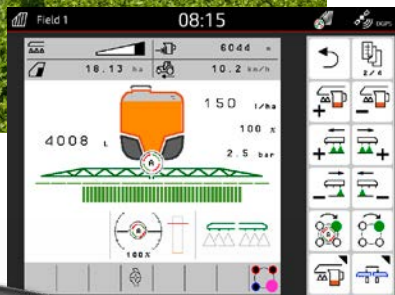 Field 1
08:15
DGPS
6044 m
18.13 ha
10.2 km/h
2/4
150 l/ha
100 %
4008 L
2.5 bar
A
A
100%
A